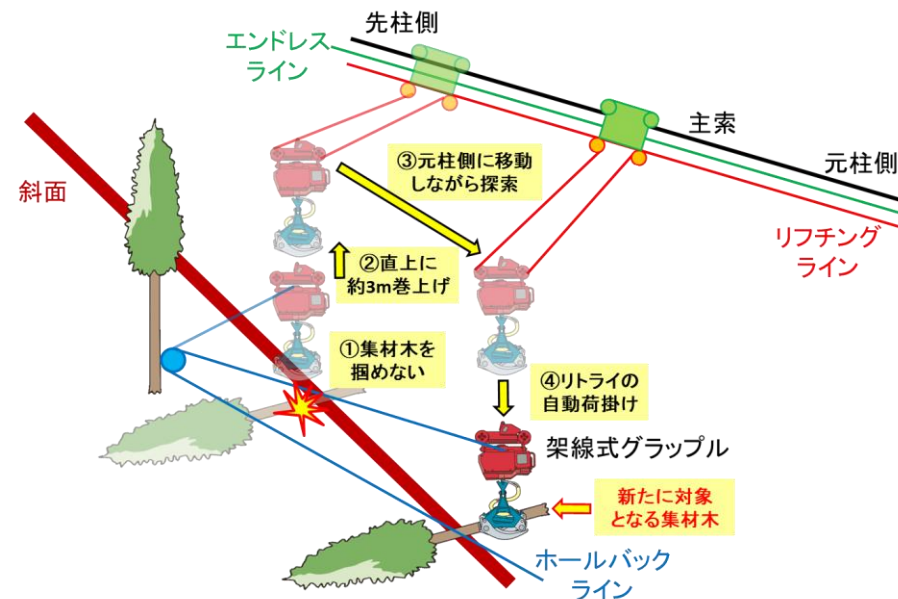 先柱側
エンドレス
ライン
主索
元柱側
③元柱側に移動
しながら探索
斜面
リフチング
ライン
②直上に
約3m巻上げ
①集材木を
掴めない
④リトライの
自動荷掛け
架線式グラップル
新たに対象
となる集材木
ホールバック
ライン